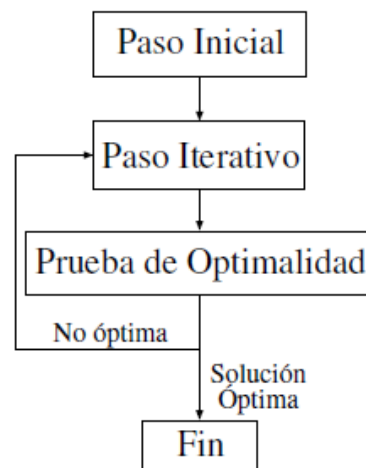 Paso Inicial
Paso Iterativo
Prueba de Optimalidad
No óptima
Solución
Óptima
Fin